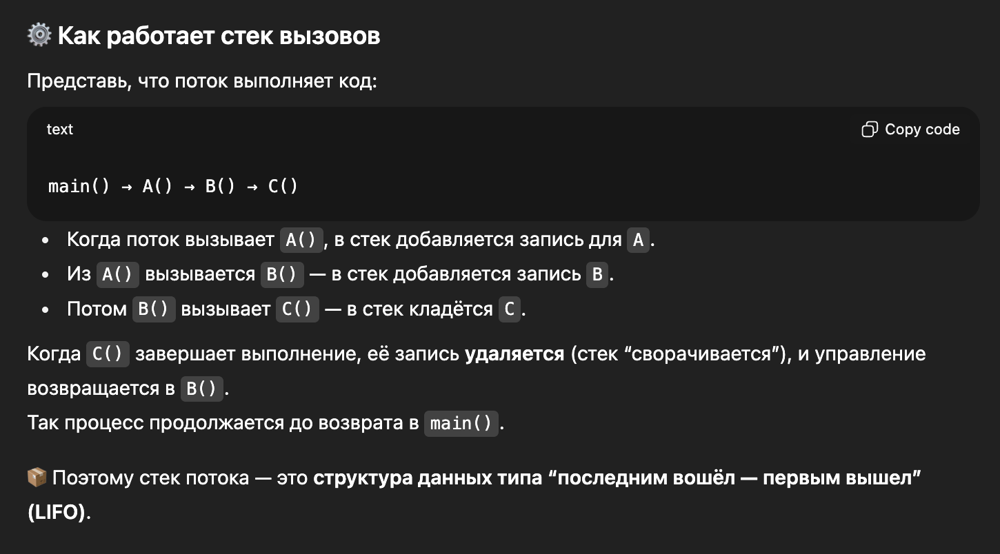 ⚙️ Как работает стек вызовов
Представь, что поток выполняет код:
text
Copy code
main() → A() → B() → C()
• Когда поток вызывает A(), в стек добавляется запись для A.
• Из A() вызывается B() — в стек добавляется запись B.
• Потом B() вызывает C() — в стек кладётся C.
Когда C() завершает выполнение, её запись удаляется (стек “сворачивается”), и управление
возвращается в B().
Так процесс продолжается до возврата в main().
📦 Поэтому стек потока — это структура данных типа “последним вошёл — первым вышел”
(LIFO).